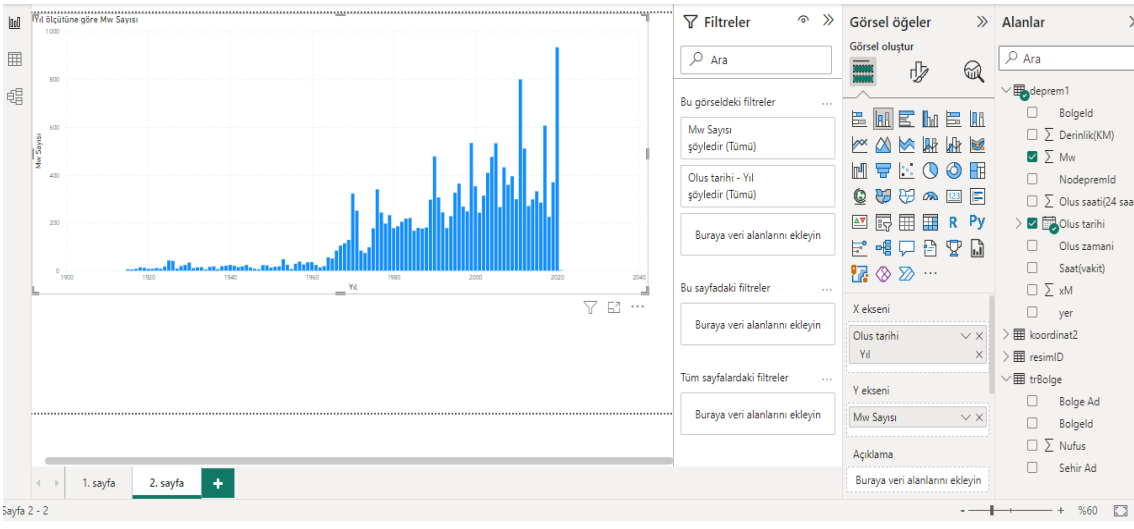 Yıl ölçütüne göre Mw Sayısı
1.000
800
600
400
200
0
Mw Sayısı
1900
1920
1940
1960
1980
2000
2020
2040
Yıl
1. sayfa
2. sayfa
Sayfa 2 - 2
Filtreler
Ara
Bu görseldeki filtreler
Mw Sayısı
şöyledir (Tümü)
Olus tarihi - Yıl
şöyledir (Tümü)
Buraya veri alanlarını ekleyin
Bu sayfadaki filtreler
Buraya veri alanlarını ekleyin
Tüm sayfalardaki filtreler
Buraya veri alanlarını ekleyin
Görsel öğeler
Görsel oluştur
123
R
Py
X ekseni
Olus tarihi
Yıl
Y ekseni
Mw Sayısı
Açıklama
Buraya veri alanlarını ekleyin
Alanlar
Ara
deprem1
BolgeId
Derinlik(KM)
Mw
NodepremId
Olus saati(24 saa
Olus tarihi
Olus zamani
Saat(vakit)
xM
yer
koordinat2
resimID
trBolge
Bolge Ad
BolgeId
Nufus
Sehir Ad
- + %60